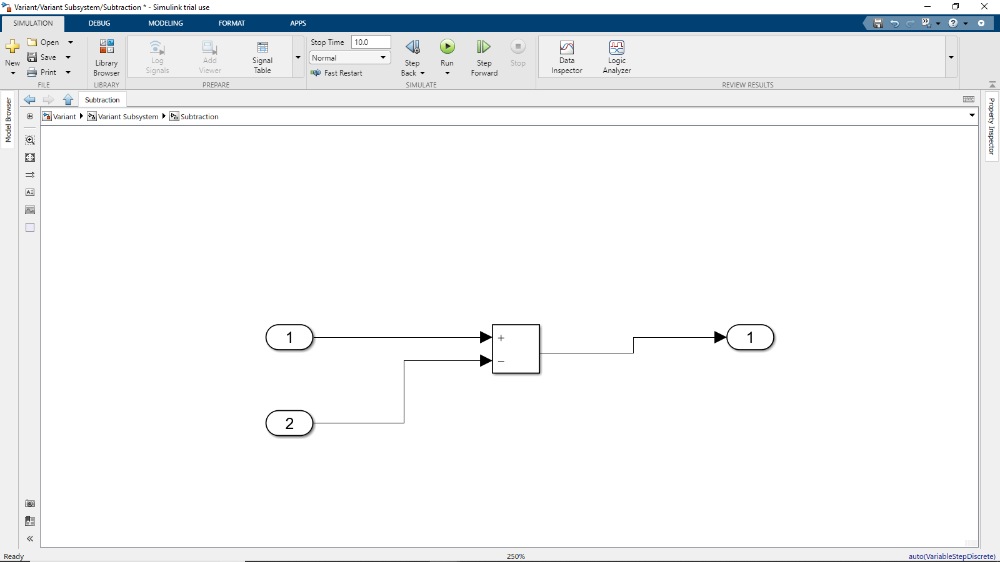 Variant/Variant Subsystem/Subtraction * - Simulink trial use
SIMULATION DEBUG MODELING FORMAT APPS
New
Open
Save
Print
FILE
Library
Browser
LIBRARY
Log
Signals
Add
Viewer
Signal
Table
PREPARE
Stop Time 10.0
Normal
Fast Restart
Step
Back
Run
Step
Forward
Stop
SIMULATE
Data
Inspector
Logic
Analyzer
REVIEW RESULTS
Model Browser
Subtraction
Variant Variant Subsystem Subtraction
Property Inspector
1
+
−
1
2
Ready
250%
auto(VariableStepDiscrete)